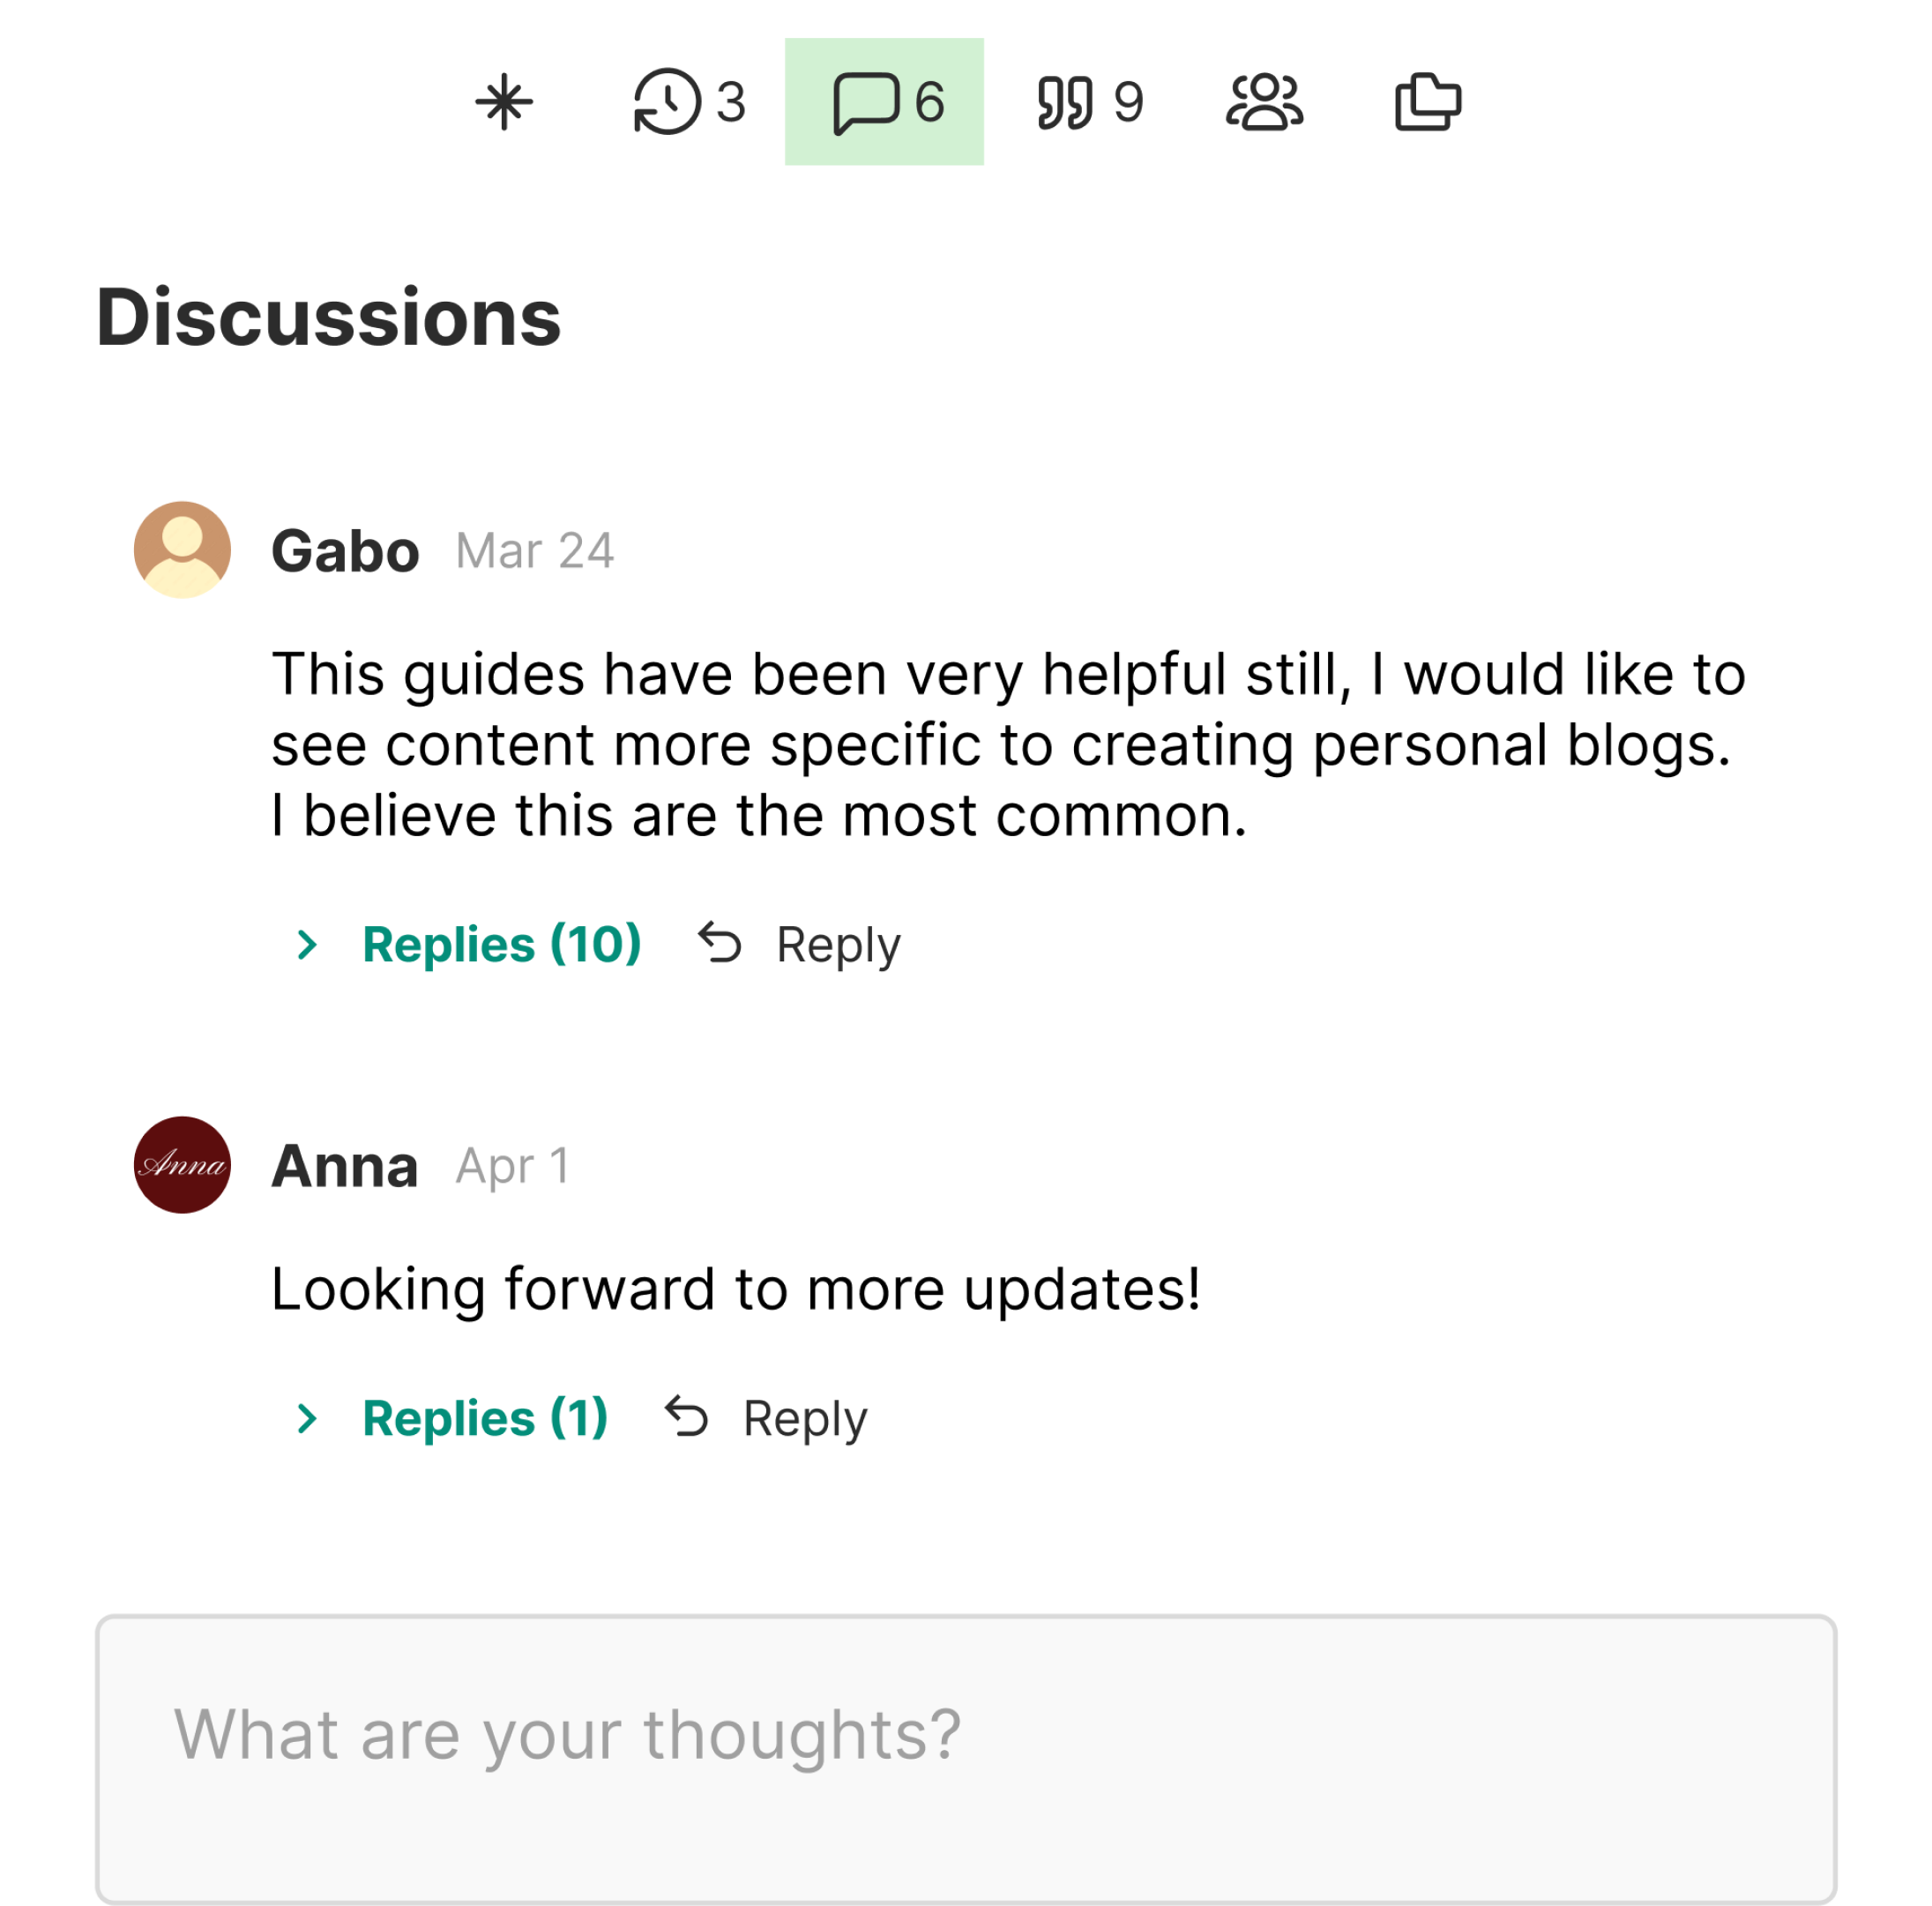 3 6 9
Discussions
Gabo Mar 24
This guides have been very helpful still, I would like to
see content more specific to creating personal blogs.
I believe this are the most common.
Replies (10) Reply
Anna Anna Apr 1
Looking forward to more updates!
Replies (1) Reply
What are your thoughts?